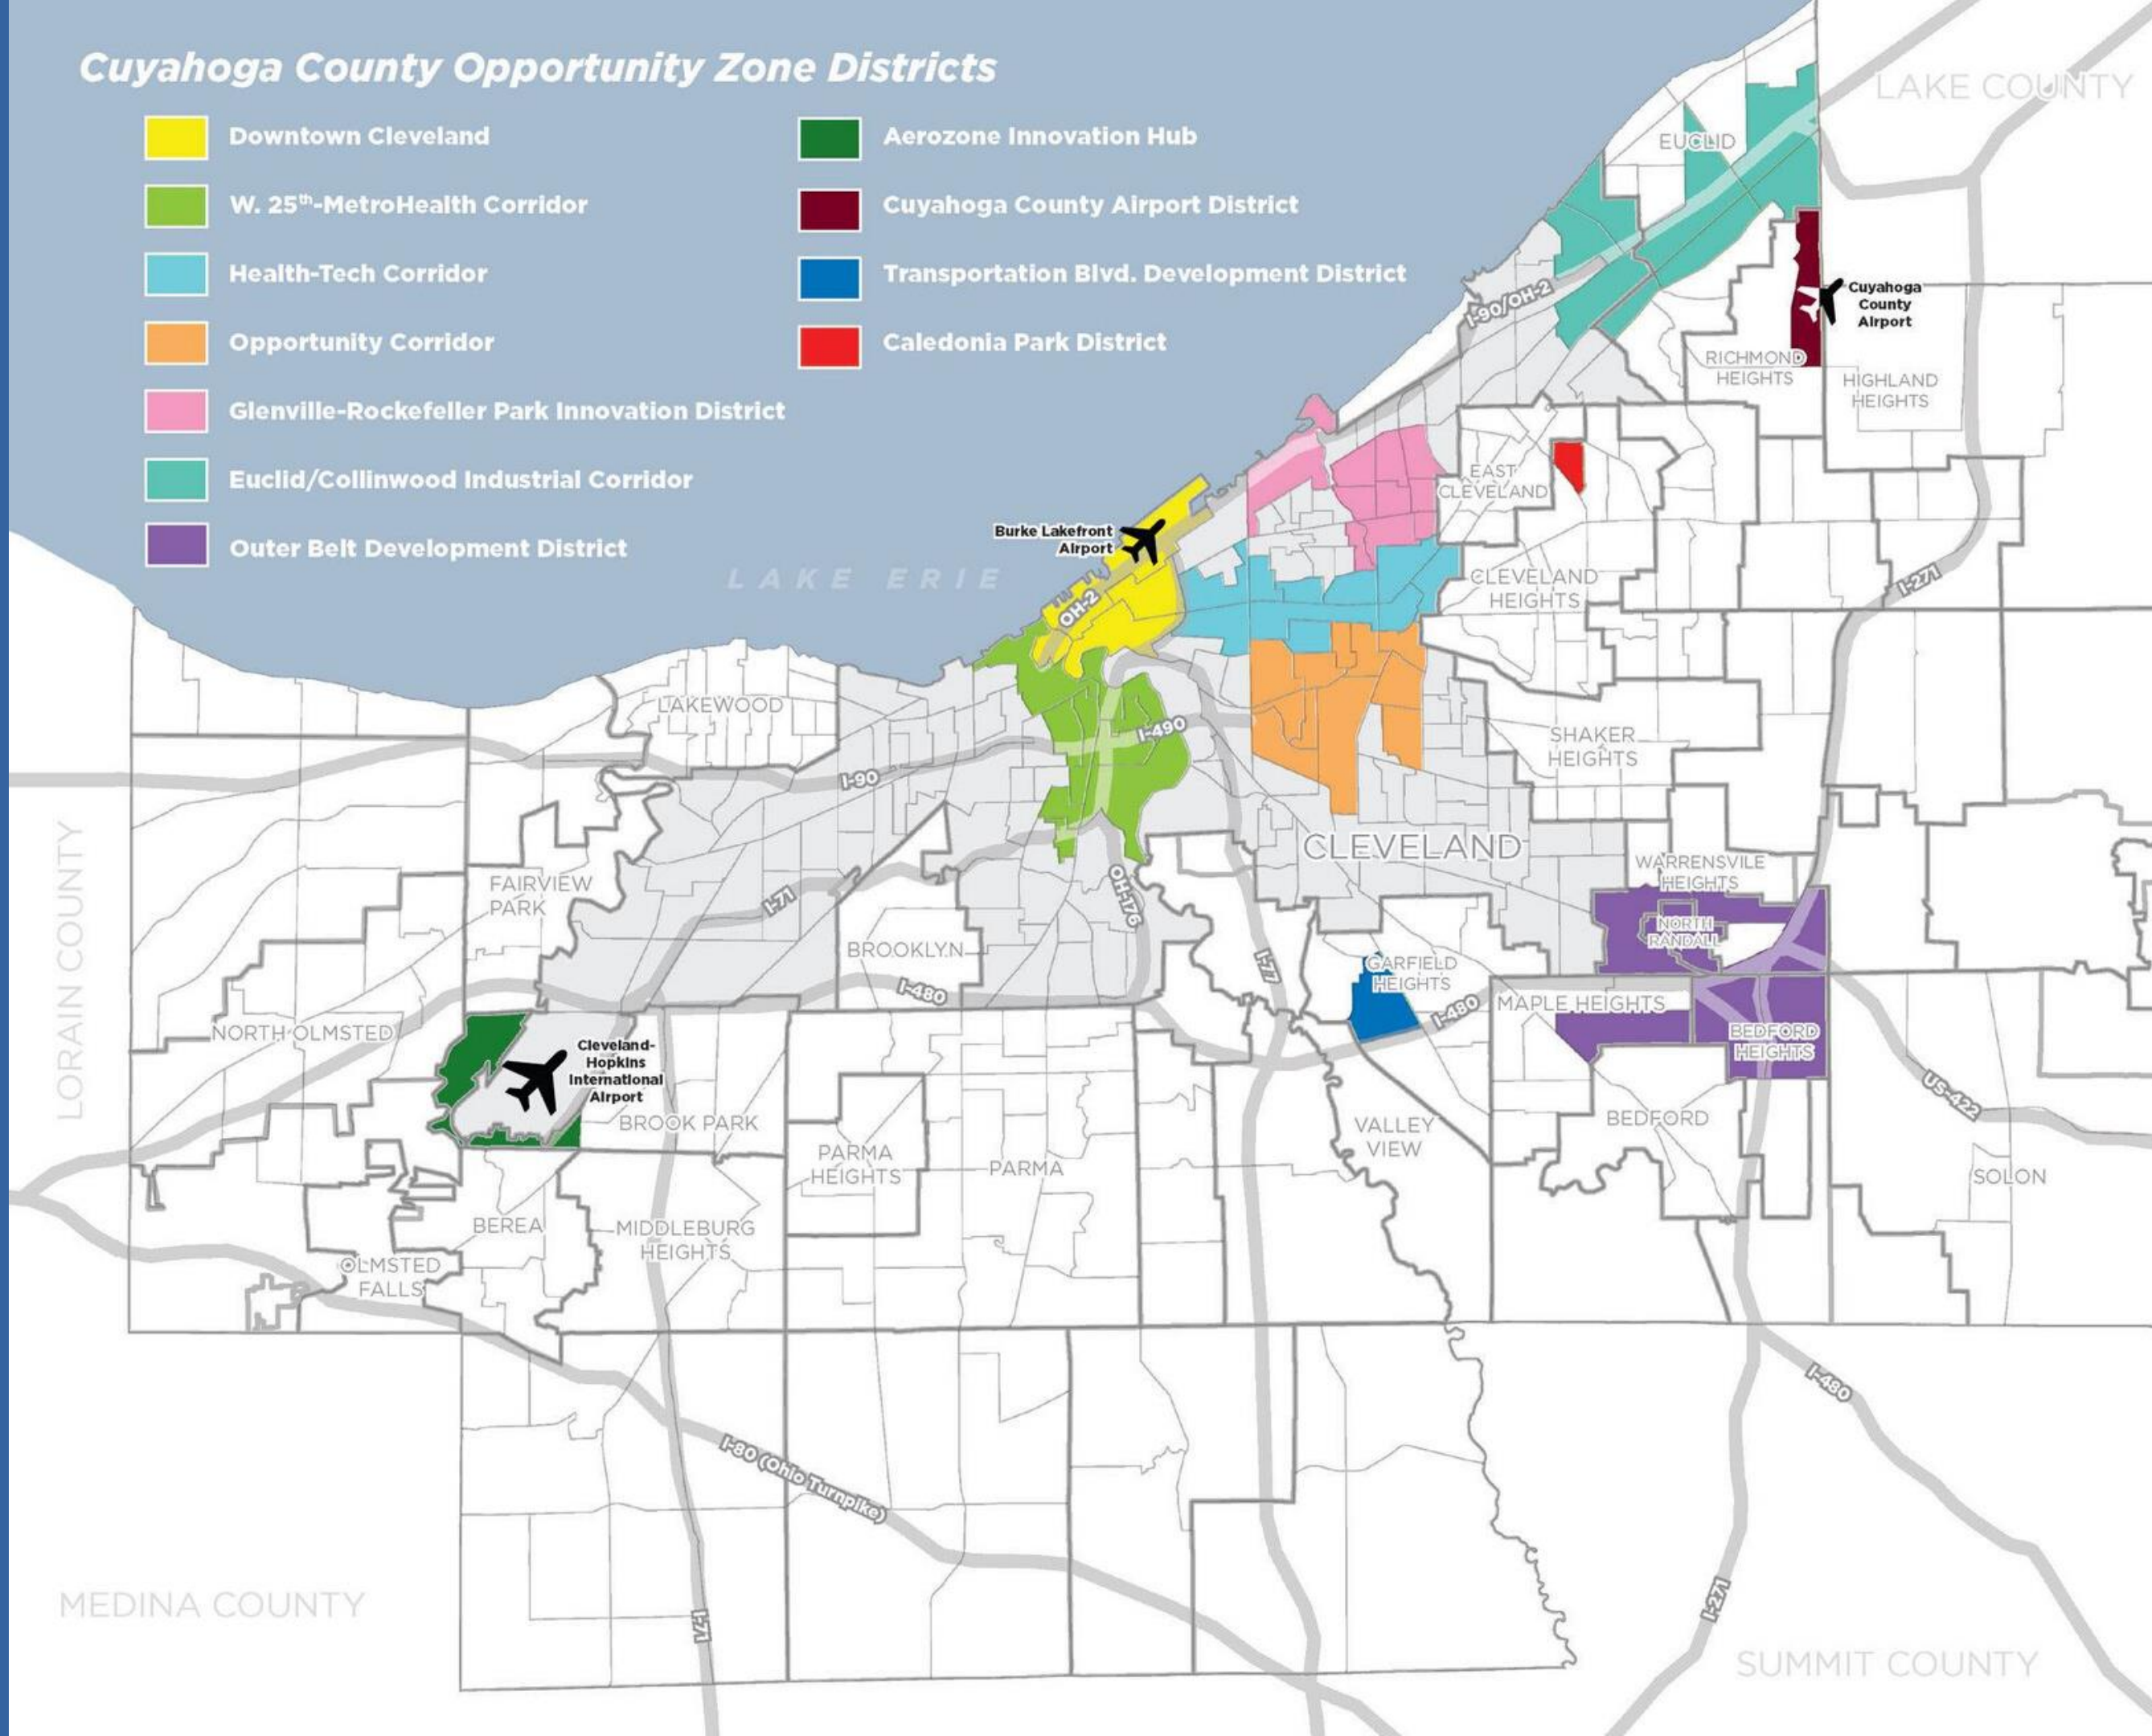 Cuyahoga County Opportunity Zone Districts
Downtown Cleveland
W. 25th-MetroHealth Corridor
Health-Tech Corridor
Opportunity Corridor
Glenville-Rockefeller Park Innovation District
Euclid/Collinwood Industrial Corridor
Outer Belt Development District
Aerozone Innovation Hub
Cuyahoga County Airport District
Transportation Blvd. Development District
Caledonia Park District
LAKE COUNTY
EUCLID
I-90/OH-2
Cuyahoga
County
Airport
RICHMOND
HEIGHTS
HIGHLAND
HEIGHTS
EAST
CLEVELAND
Burke Lakefront
Airport
LAKE ERIE
OH-2
CLEVELAND
HEIGHTS
I-271
LAKEWOOD
I-490
SHAKER
HEIGHTS
I-90
CLEVELAND
WARRENSVILE
HEIGHTS
LORAIN COUNTY
FAIRVIEW
PARK
I-71
OH-176
NORTH
RANDALL
BROOKLYN
I-77
GARFIELD
HEIGHTS
I-480
I-480
MAPLE HEIGHTS
NORTH OLMSTED
BEDFORD
HEIGHTS
Cleveland-
Hopkins
International
Airport
US-422
BROOK PARK
BEDFORD
VALLEY
VIEW
PARMA
HEIGHTS
PARMA
SOLON
BEREA
MIDDLEBURG
HEIGHTS
OLMSTED
FALLS
I-480
I-80 (Ohio Turnpike)
MEDINA COUNTY
I-71
I-271
SUMMIT COUNTY